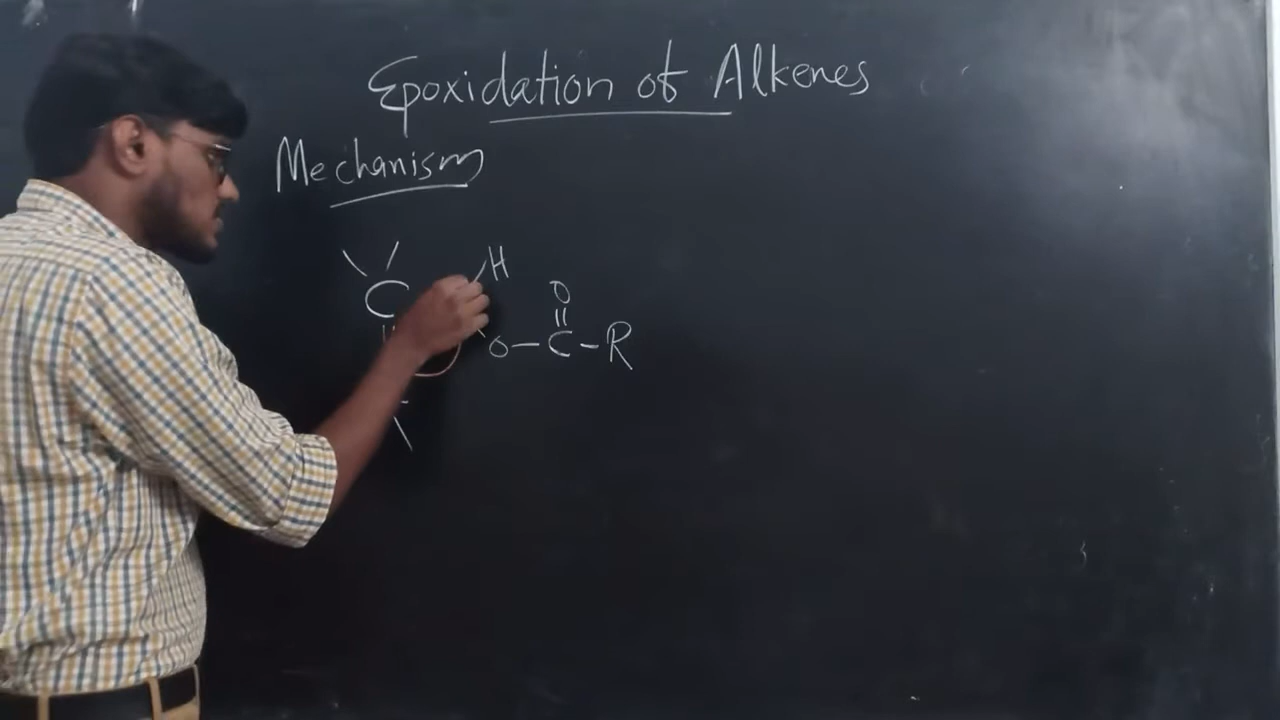 Epoxidation of Alkenes
Mechanism
C H
O
O-C-R